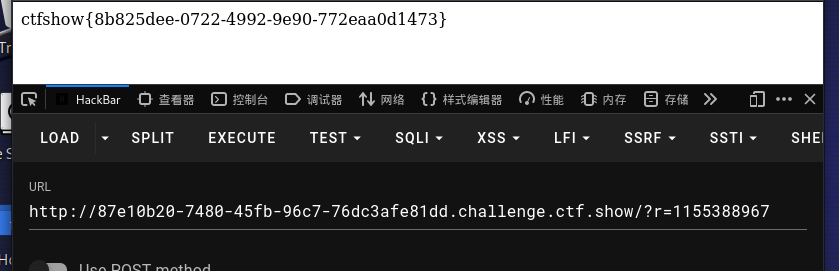 ctfshow{8b825dee-0722-4992-9e90-772eaa0d1473}
HackBar 查看器 控制台 调试器 网络 样式编辑器 性能 内存 存储
LOAD SPLIT EXECUTE TEST SQLI XSS LFI SSRF SSTI SHE
URL
http://87e10b20-7480-45fb-96c7-76dc3afe81dd.challenge.ctf.show/?r=1155388967
Use POST method